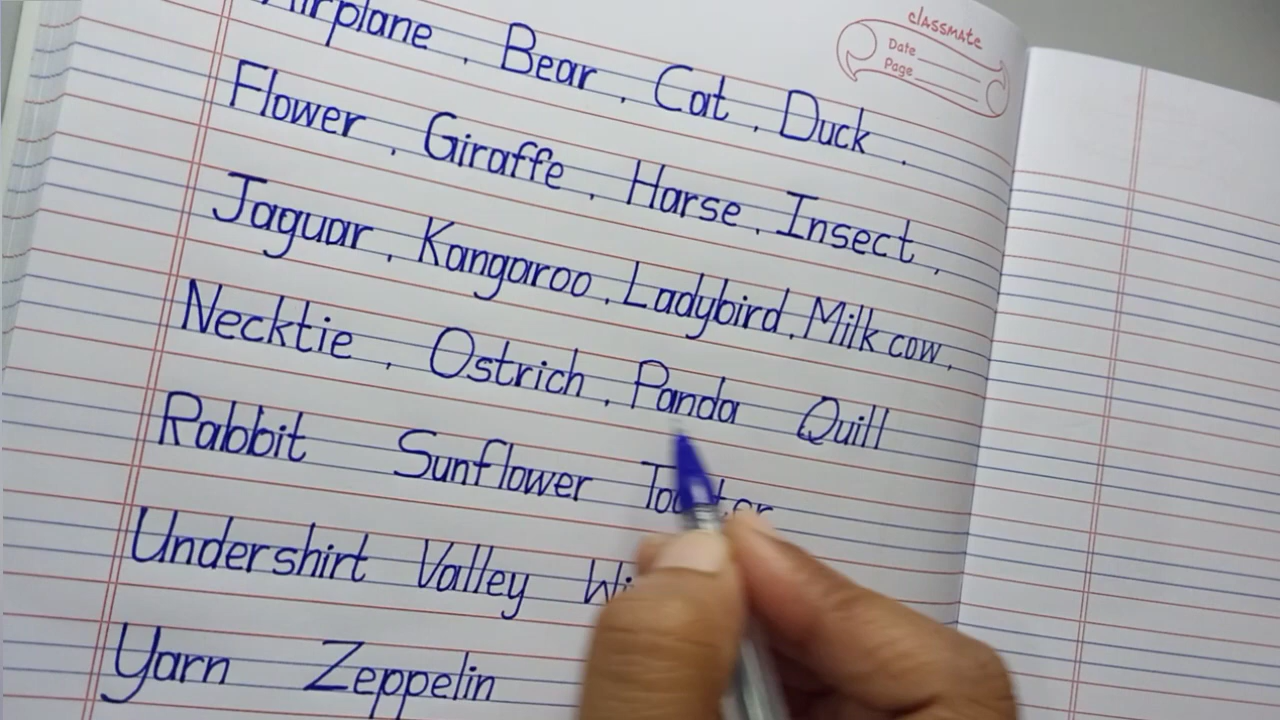 classmate
Date
Page
Airplane, Bear, Cat, Duck.
Flower, Giraffe, Harse, Insect,
Jaguar, Kangaroo, Ladybird, Milk cow,
Necktie, Ostrich, Panda Quill
Rabbit Sunflower
Undershirt Valley
Yarn Zeppelin